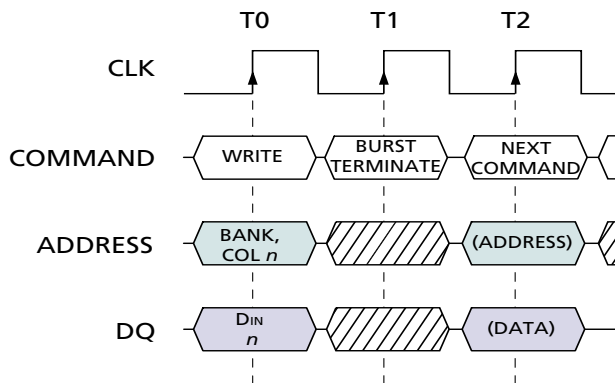 T0 T1 T2
CLK
COMMAND
WRITE
BURST
TERMINATE
NEXT
COMMAND
ADDRESS
BANK,
COL n
(ADDRESS)
DQ
DIN
n
(DATA)